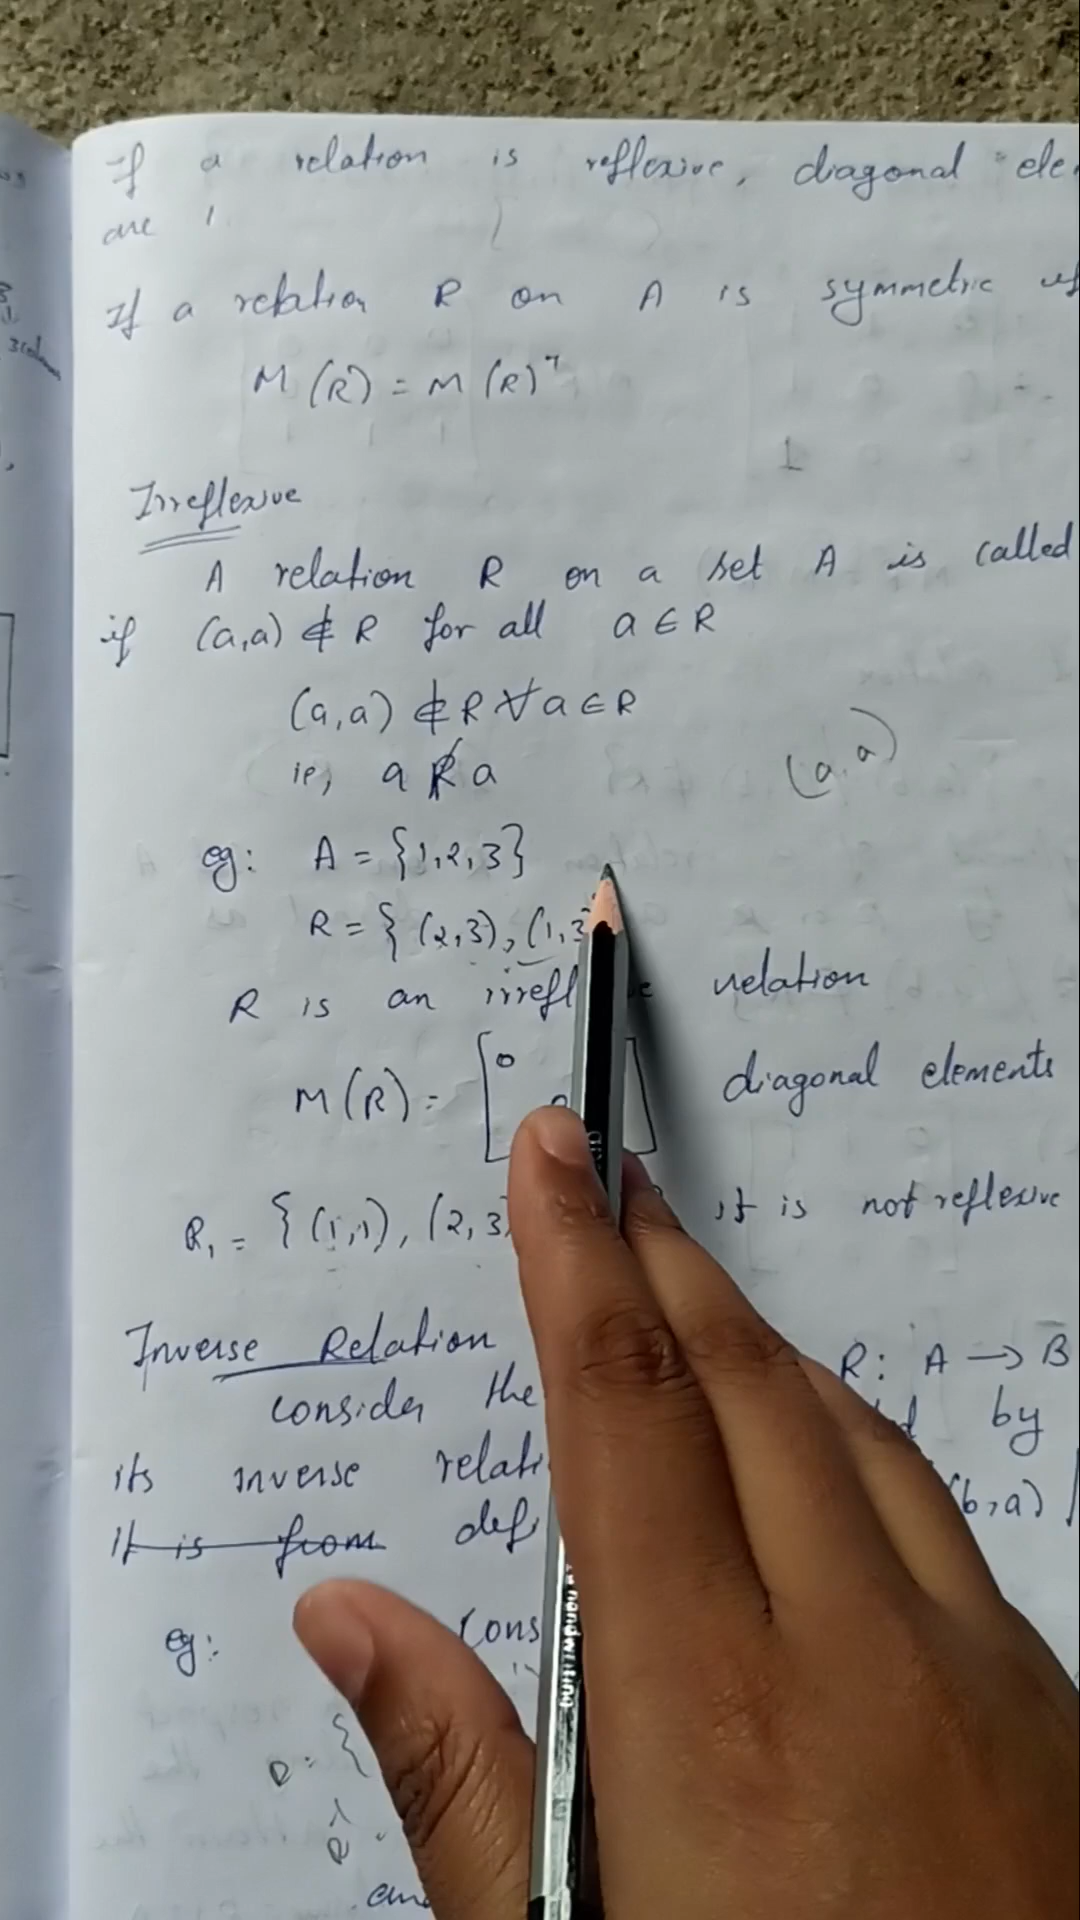 If a relation is reflexive, diagonal ele
are 1.
If a relation R on A is symmetric if
M (R) = M (R)ᵀ
Irreflexive
A relation R on a set A is called
if (a,a) ∉ R for all a ∈ R
(a,a) ∉ R ∀ a ∈ R
ie, a R̸ a
(a,a)
eg: A = {1,2,3}
R = { (2,3), (1,3
R is an irrefl relation
M(R) = [0 diagonal elements
R₁ = { (1,1), (2,3) it is not reflexive
Inverse Relation
consider the R: A → B
its inverse relati by
it is from def (b,a) |
eg: Cons
R = {
and